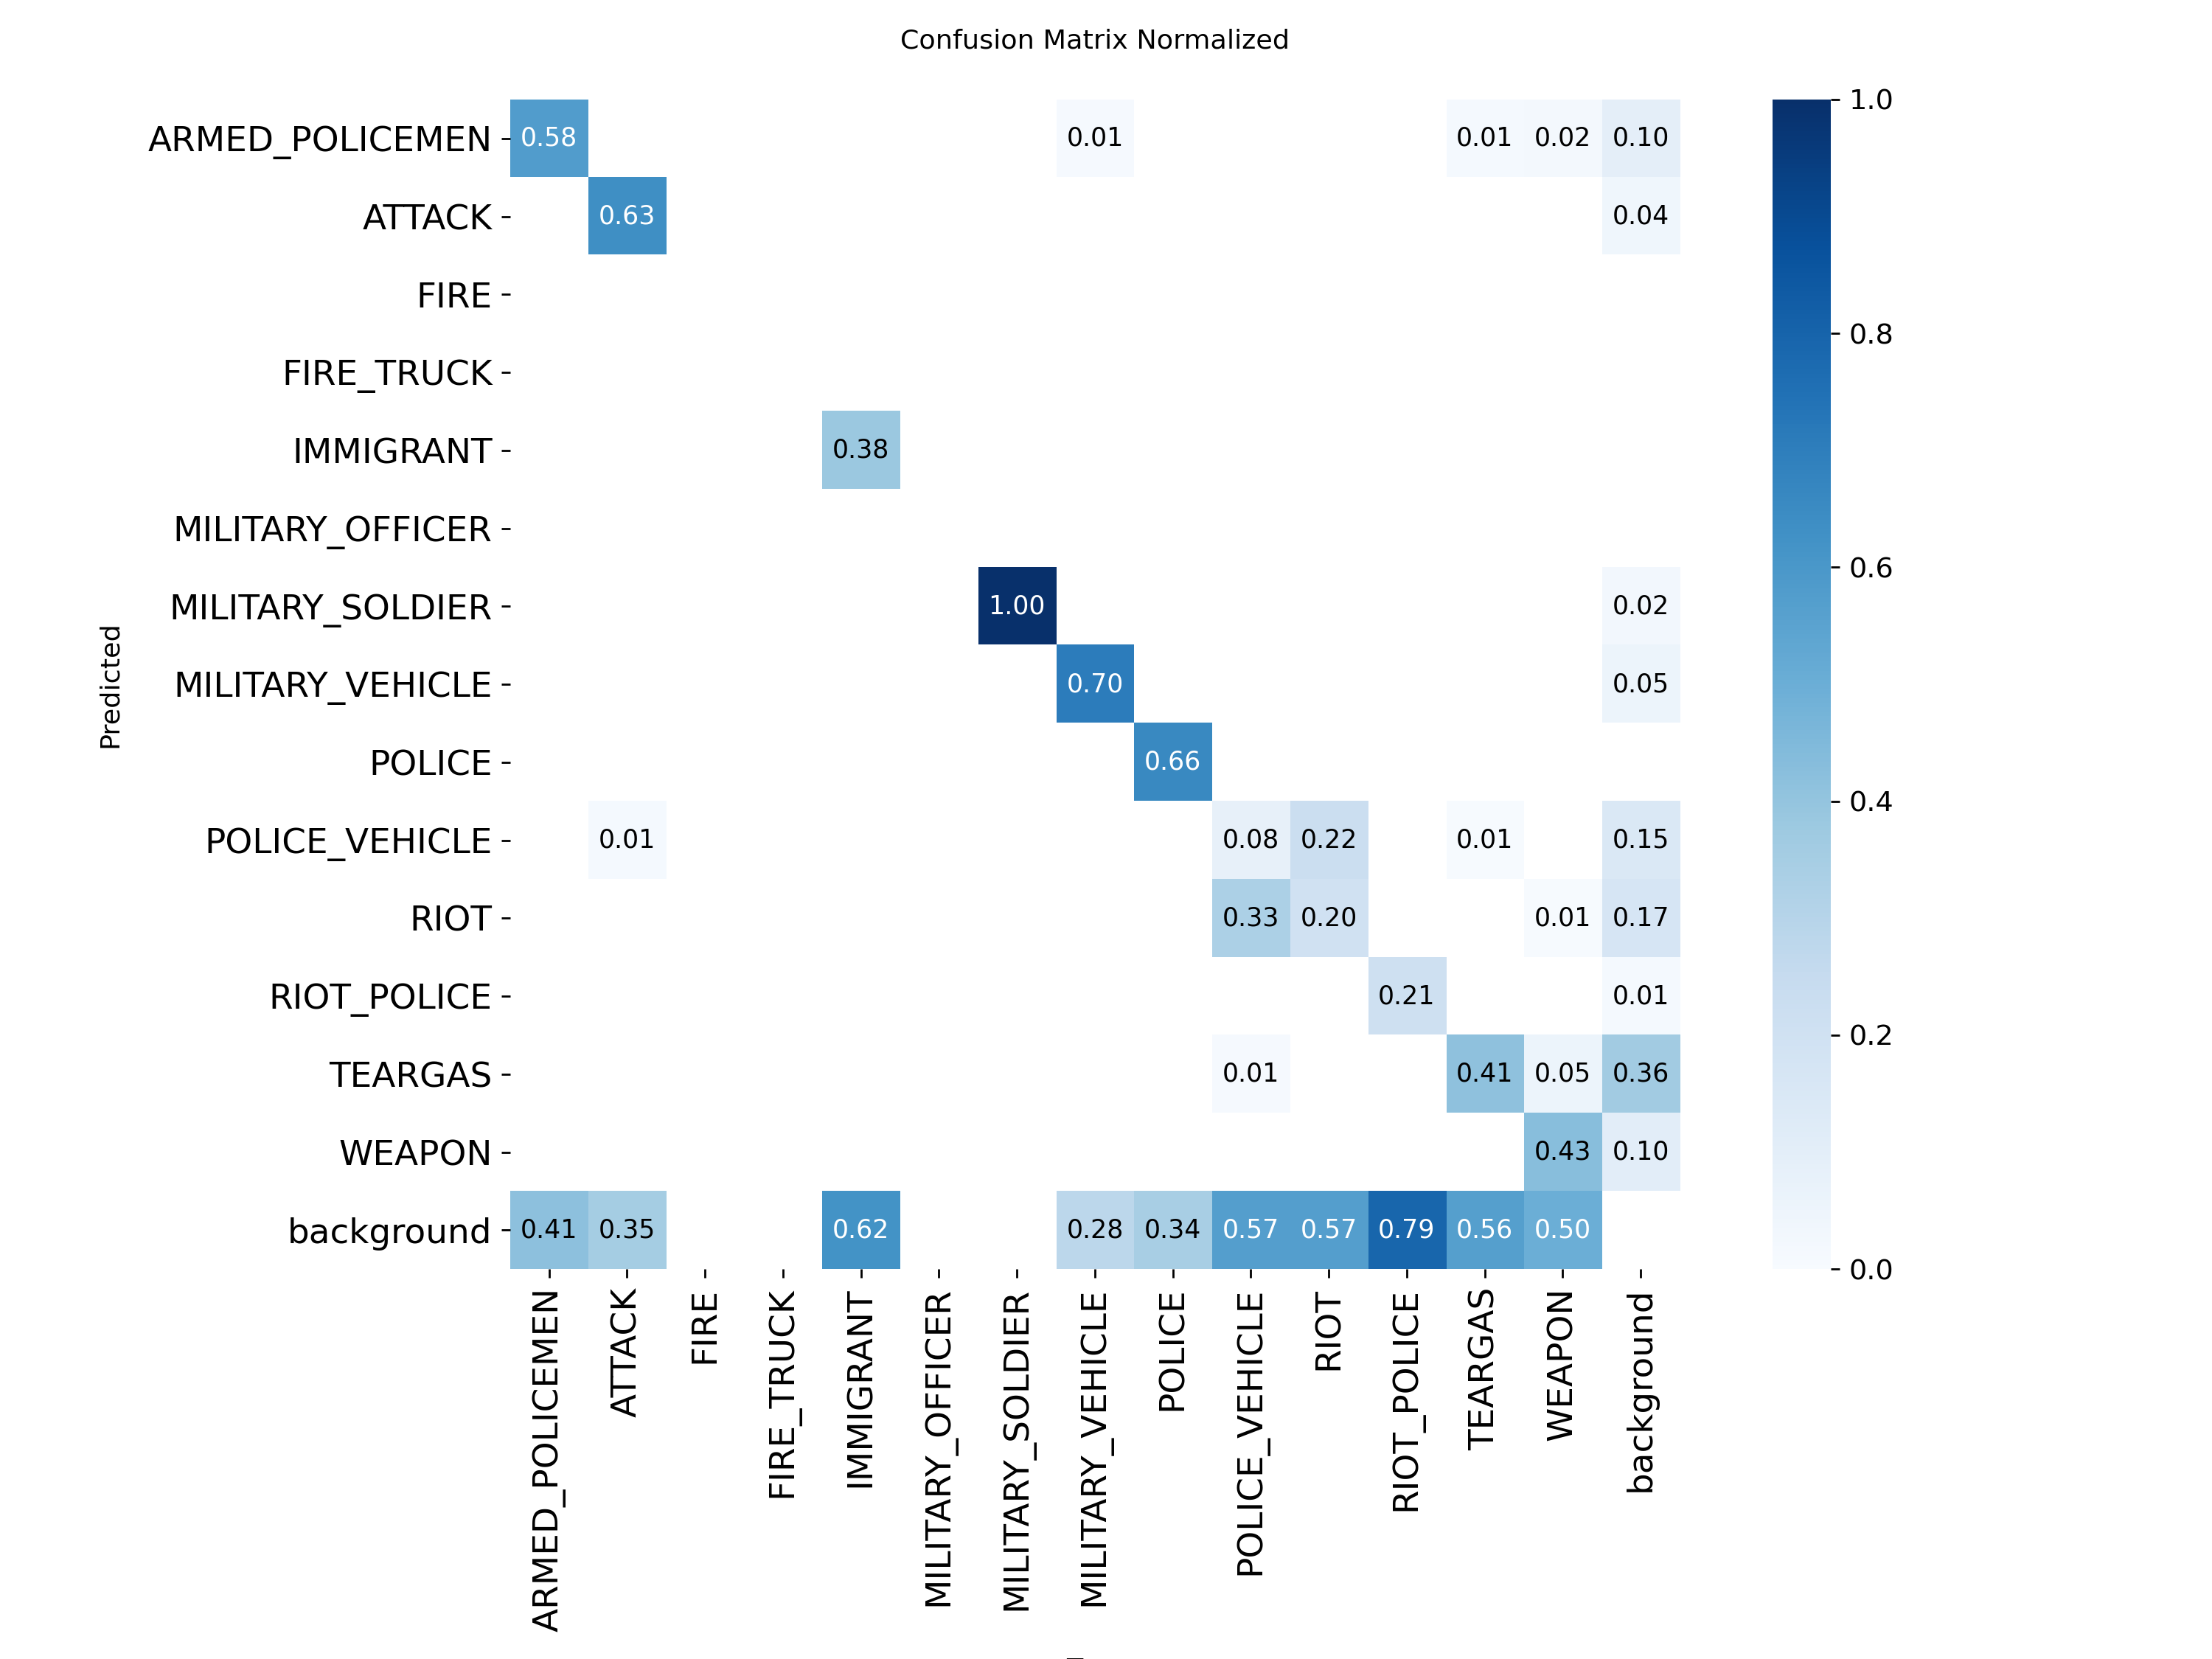 Confusion Matrix Normalized
ARMED_POLICEMEN 0.58 0.01 0.01 0.02 0.10
ATTACK 0.63 0.04
FIRE
FIRE_TRUCK
IMMIGRANT 0.38
MILITARY_OFFICER
MILITARY_SOLDIER 1.00 0.02
MILITARY_VEHICLE 0.70 0.05
POLICE 0.66
POLICE_VEHICLE 0.01 0.08 0.22 0.01 0.15
RIOT 0.33 0.20 0.01 0.17
RIOT_POLICE 0.21 0.01
TEARGAS 0.01 0.41 0.05 0.36
WEAPON 0.43 0.10
background 0.41 0.35 0.62 0.28 0.34 0.57 0.57 0.79 0.56 0.50
Predicted
ARMED_POLICEMEN
ATTACK
FIRE
FIRE_TRUCK
IMMIGRANT
MILITARY_OFFICER
MILITARY_SOLDIER
MILITARY_VEHICLE
POLICE
POLICE_VEHICLE
RIOT
RIOT_POLICE
TEARGAS
WEAPON
background
1.0
0.8
0.6
0.4
0.2
0.0